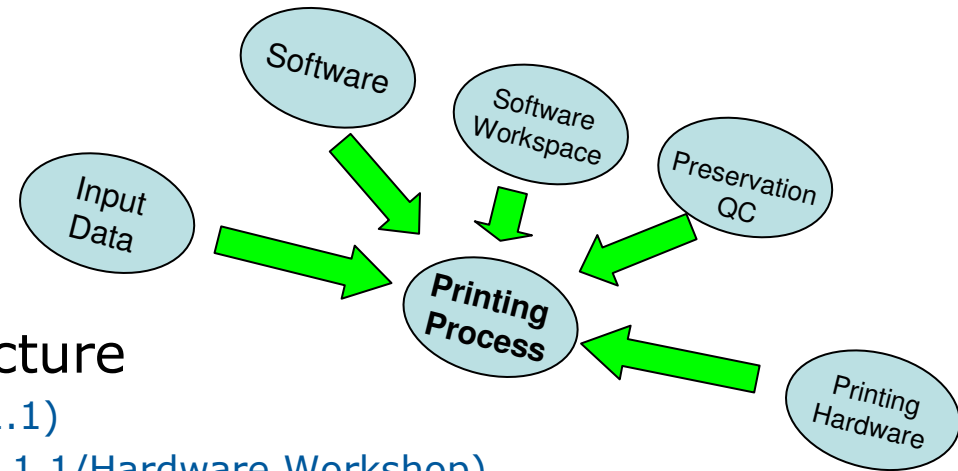 Software
Software
Workspace
Preservation
QC
Input
Data
Printing
Process
Printing
Hardware
cture
.1)
1.1/Hardware Workshop)